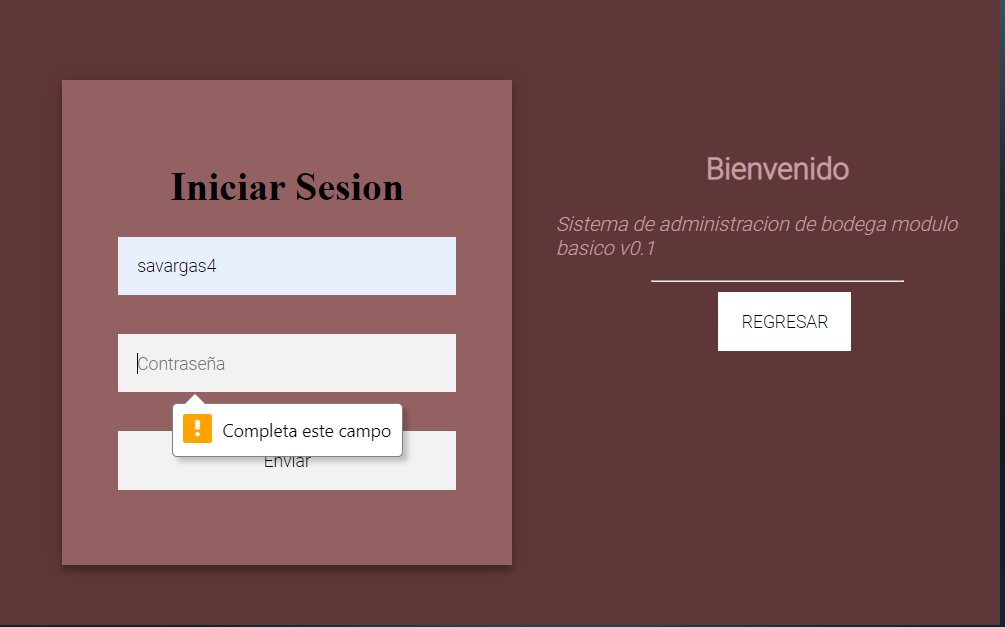 Iniciar Sesion
savargas4
Contraseña
Completa este campo
Enviar
Bienvenido
Sistema de administracion de bodega modulo
basico v0.1
REGRESAR